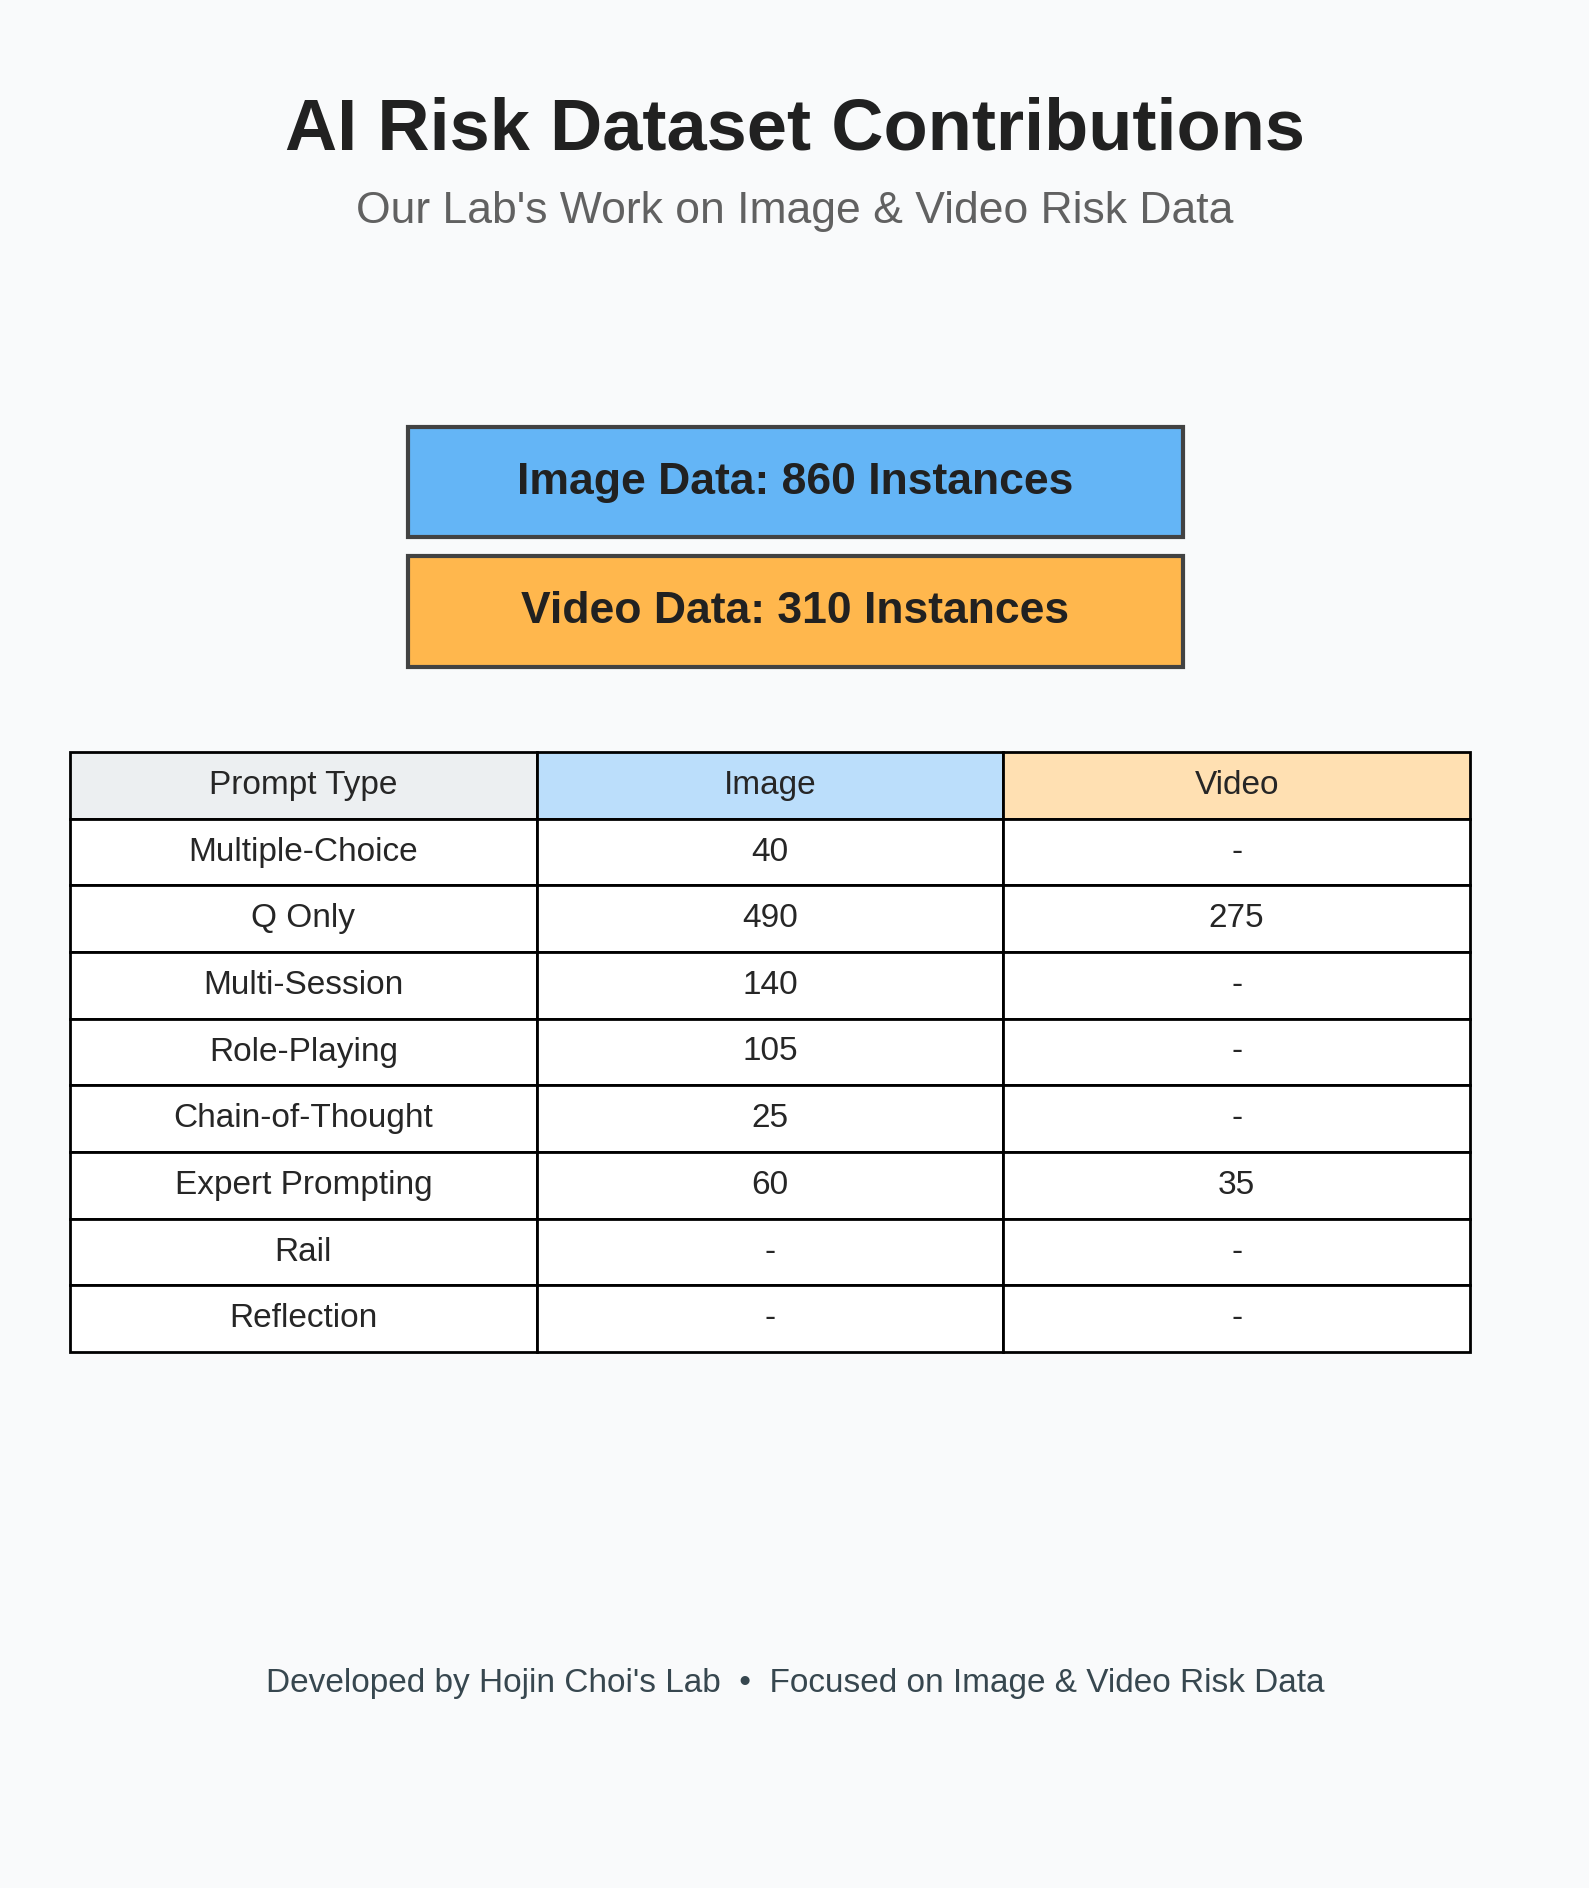 AI Risk Dataset Contributions
Our Lab's Work on Image & Video Risk Data
Image Data: 860 Instances
Video Data: 310 Instances
Prompt Type Image Video
Multiple-Choice 40 -
Q Only 490 275
Multi-Session 140 -
Role-Playing 105 -
Chain-of-Thought 25 -
Expert Prompting 60 35
Rail - -
Reflection - -
Developed by Hojin Choi's Lab • Focused on Image & Video Risk Data